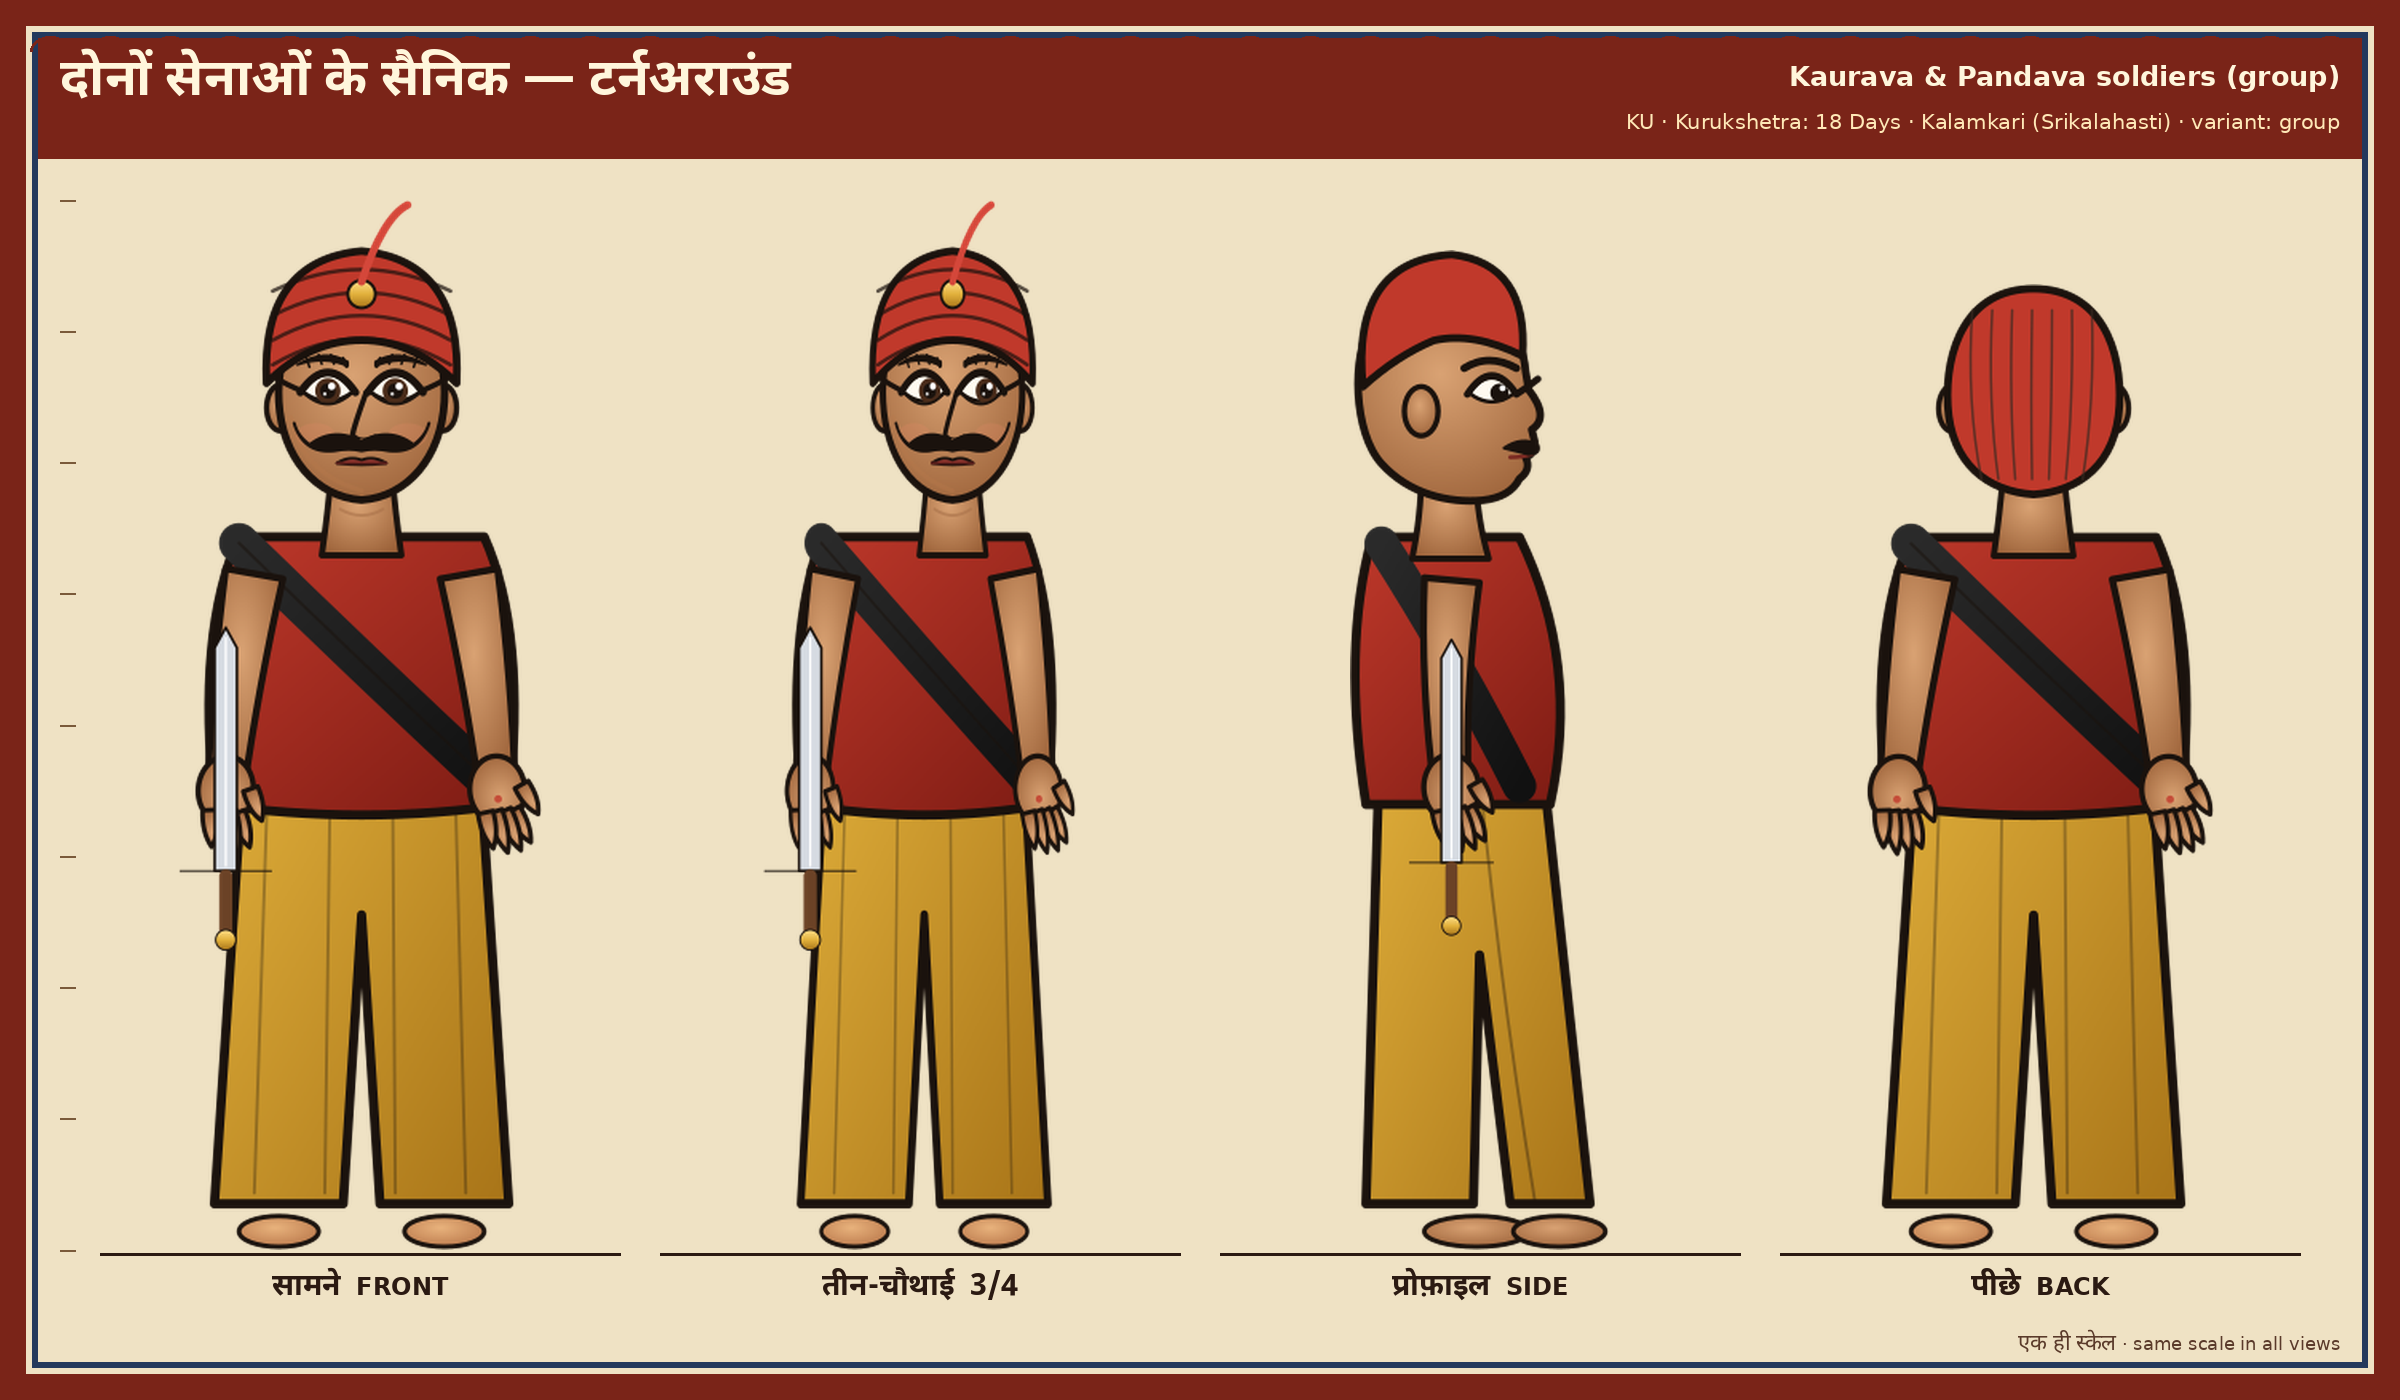 दोनों सेनाओं के सैनिक — टर्नअराउंड
Kaurava & Pandava soldiers (group)
KU · Kurukshetra: 18 Days · Kalamkari (Srikalahasti) · variant: group
सामने FRONT
तीन-चौथाई 3/4
प्रोफ़ाइल SIDE
पीछे BACK
एक ही स्केल · same scale in all views